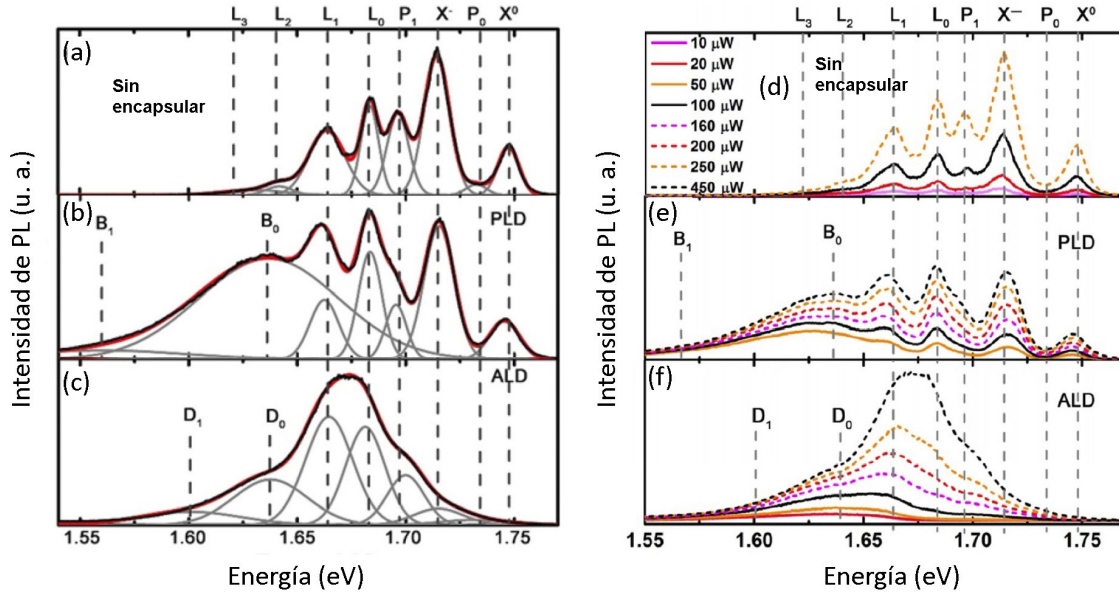 L3 L2 L1 L0 P1 X- P0 X0
(a)
Sin
encapsular
(b)
PLD
B1
B0
(c)
ALD
D1
D0
1.55 1.60 1.65 1.70 1.75
Energía (eV)
Intensidad de PL (u. a.)
L3 L2 L1 L0 P1 X— P0 X0
10 μW
20 μW
50 μW
100 μW
160 μW
200 μW
250 μW
450 μW
Sin
encapsular
(d)
(e)
PLD
B1
B0
(f)
ALD
D1
D0
1.55 1.60 1.65 1.70 1.75
Energía (eV)
Intensidad de PL (u. a.)